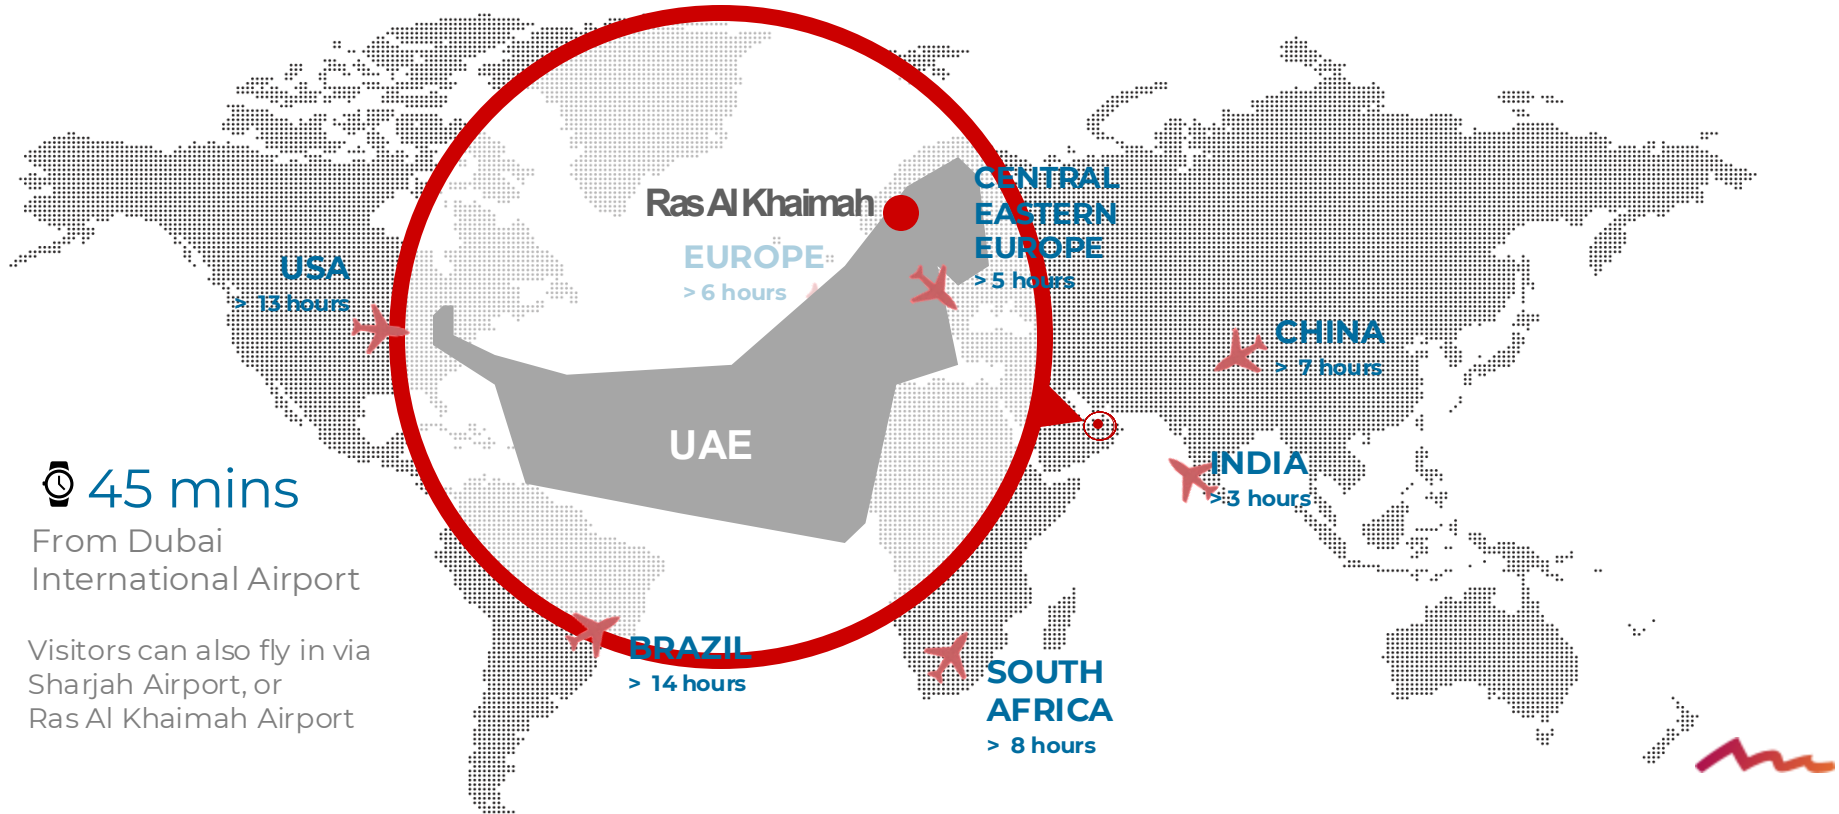 Ras Al Khaimah
CENTRAL
EASTERN
EUROPE
> 5 hours
EUROPE
> 6 hours
USA
> 13 hours
CHINA
> 7 hours
UAE
INDIA
> 3 hours
45 mins
From Dubai
International Airport
Visitors can also fly in via
Sharjah Airport, or
Ras Al Khaimah Airport
BRAZIL
> 14 hours
SOUTH
AFRICA
> 8 hours